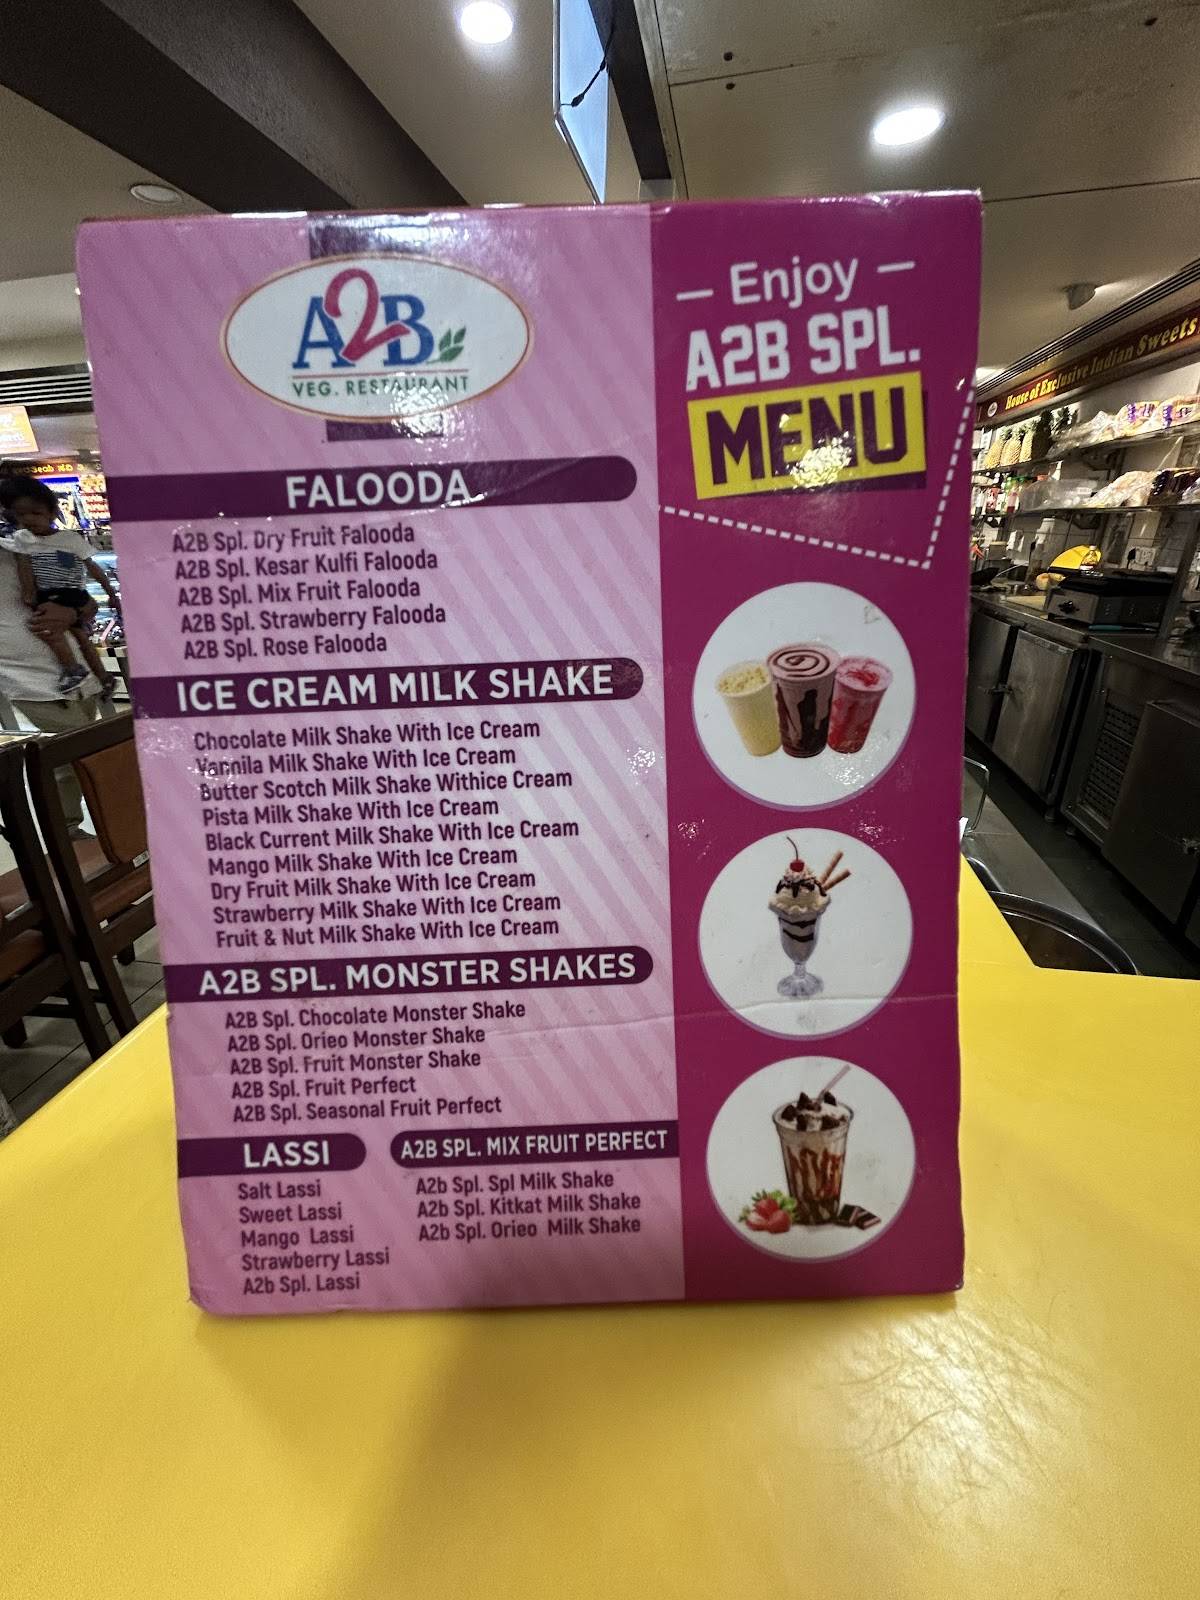 A2B
VEG. RESTAURANT
— Enjoy —
A2B SPL.
MENU
FALOODA
A2B Spl. Dry Fruit Falooda
A2B Spl. Kesar Kulfi Falooda
A2B Spl. Mix Fruit Falooda
A2B Spl. Strawberry Falooda
A2B Spl. Rose Falooda
ICE CREAM MILK SHAKE
Chocolate Milk Shake With Ice Cream
Vannila Milk Shake With Ice Cream
Butter Scotch Milk Shake Withice Cream
Pista Milk Shake With Ice Cream
Black Current Milk Shake With Ice Cream
Mango Milk Shake With Ice Cream
Dry Fruit Milk Shake With Ice Cream
Strawberry Milk Shake With Ice Cream
Fruit & Nut Milk Shake With Ice Cream
A2B SPL. MONSTER SHAKES
A2B Spl. Chocolate Monster Shake
A2B Spl. Orieo Monster Shake
A2B Spl. Fruit Monster Shake
A2B Spl. Fruit Perfect
A2B Spl. Seasonal Fruit Perfect
LASSI
Salt Lassi
Sweet Lassi
Mango Lassi
Strawberry Lassi
A2b Spl. Lassi
A2B SPL. MIX FRUIT PERFECT
A2b Spl. Spl Milk Shake
A2b Spl. Kitkat Milk Shake
A2b Spl. Orieo Milk Shake
House of Exclusive Indian Sweets